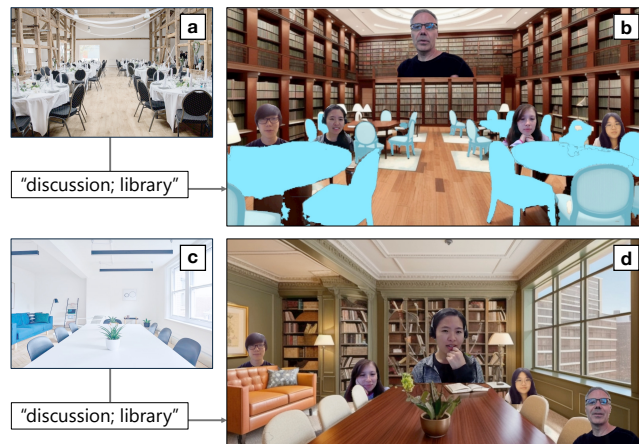 a
b
“discussion; library”
c
d
“discussion; library”